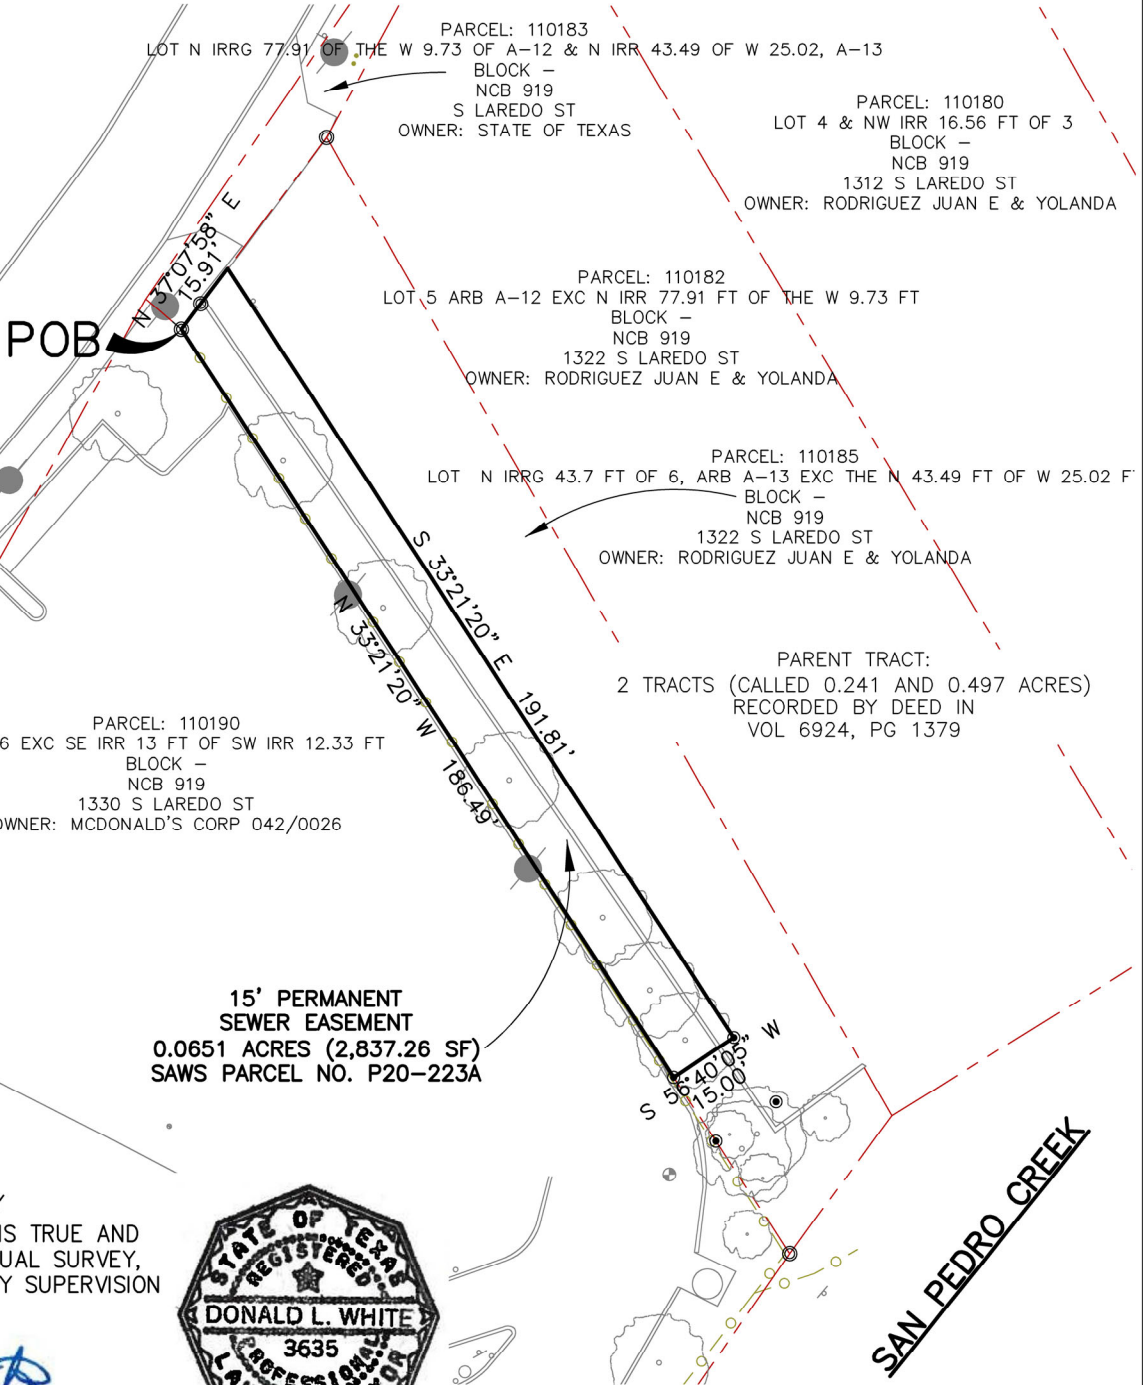 PARCEL: 110183
LOT N IRRG 77.91 OF THE W 9.73 OF A-12 & N IRR 43.49 OF W 25.02, A-13
BLOCK -
NCB 919
S LAREDO ST
OWNER: STATE OF TEXAS
PARCEL: 110180
LOT 4 & NW IRR 16.56 FT OF 3
BLOCK -
NCB 919
1312 S LAREDO ST
OWNER: RODRIGUEZ JUAN E & YOLANDA
N 37°07'58" E
15.91'
POB
PARCEL: 110182
LOT 5 ARB A-12 EXC N IRR 77.91 FT OF THE W 9.73 FT
BLOCK -
NCB 919
1322 S LAREDO ST
OWNER: RODRIGUEZ JUAN E & YOLANDA
PARCEL: 110185
LOT N IRRG 43.7 FT OF 6, ARB A-13 EXC THE N 43.49 FT OF W 25.02 F
BLOCK -
NCB 919
1322 S LAREDO ST
OWNER: RODRIGUEZ JUAN E & YOLANDA
S 33°21'20" E 191.81'
N 33°21'20" W 186.49'
PARENT TRACT:
2 TRACTS (CALLED 0.241 AND 0.497 ACRES)
RECORDED BY DEED IN
VOL 6924, PG 1379
PARCEL: 110190
6 EXC SE IRR 13 FT OF SW IRR 12.33 FT
BLOCK -
NCB 919
1330 S LAREDO ST
OWNER: MCDONALD'S CORP 042/0026
15' PERMANENT
SEWER EASEMENT
0.0651 ACRES (2,837.26 SF)
SAWS PARCEL NO. P20-223A
S 56°40'05" W
15.00'
SAN PEDRO CREEK
IS TRUE AND
UAL SURVEY,
Y SUPERVISION
STATE OF TEXAS
REGISTERED
DONALD L. WHITE
3635
PROFESSIONAL